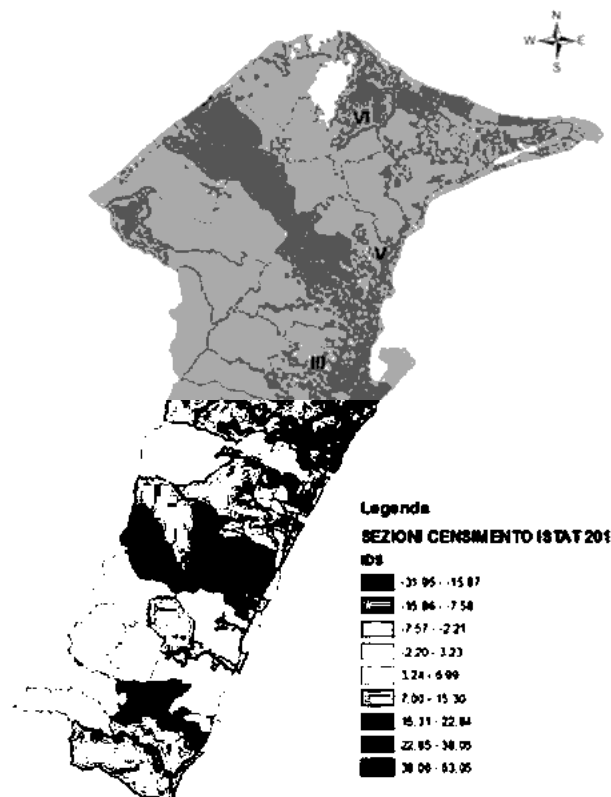 N
W E
S
VI
V
III
Legenda
SEZIONI CENSIMENTO ISTAT 201
IDS
-31.95 - -15.87
-15.86 - -7.58
-7.57 - -2.21
-2.20 - 3.23
3.24 - 6.99
7.00 - 15.30
15.31 - 22.84
22.85 - 38.05
38.06 - 63.05